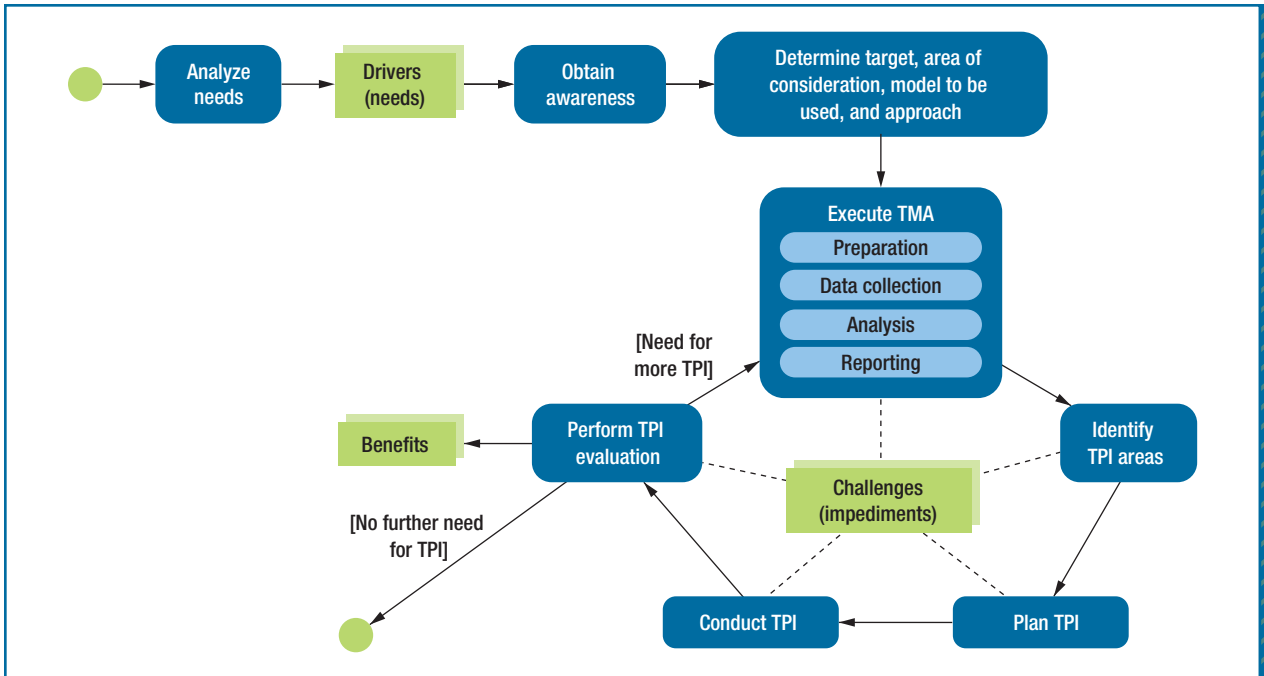 Analyze
needs
Drivers
(needs)
Obtain
awareness
Determine target, area of
consideration, model to be
used, and approach
Execute TMA
Preparation
Data collection
Analysis
Reporting
[Need for
more TPI]
Benefits
Perform TPI
evaluation
Identify
TPI areas
Challenges
(impediments)
[No further need
for TPI]
Conduct TPI
Plan TPI